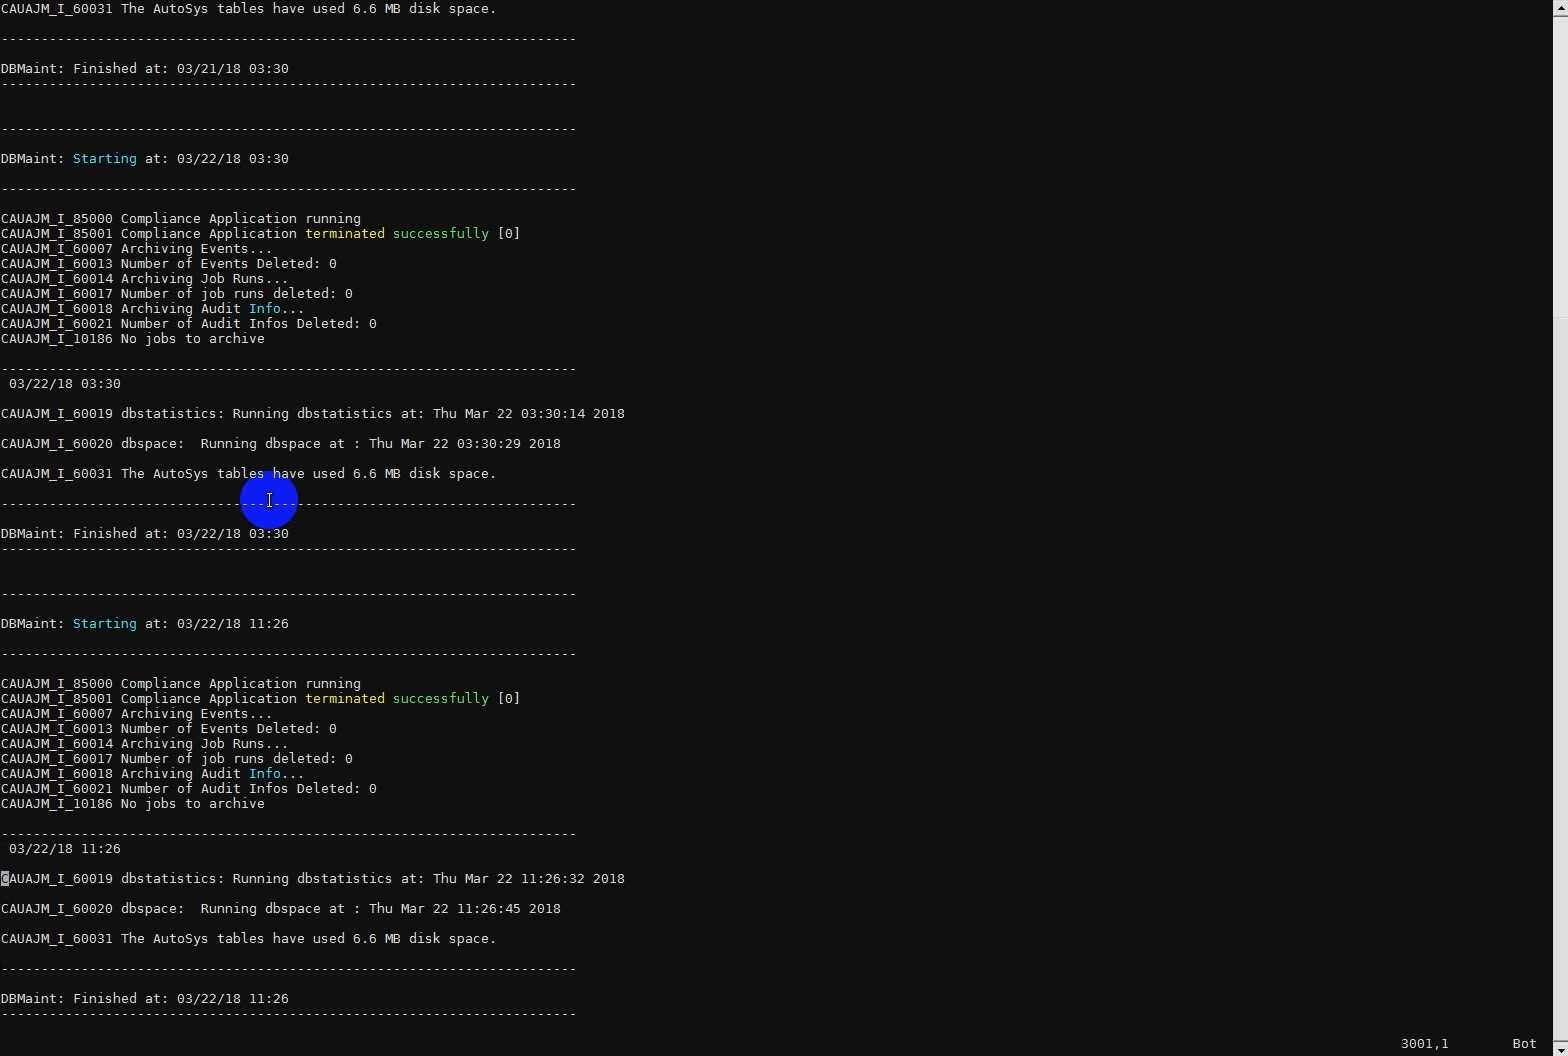 CAUAJM_I_60031 The AutoSys tables have used 6.6 MB disk space.
------------------------------------------------------------------------
DBMaint: Finished at: 03/21/18 03:30
------------------------------------------------------------------------
------------------------------------------------------------------------
DBMaint: Starting at: 03/22/18 03:30
------------------------------------------------------------------------
CAUAJM_I_85000 Compliance Application running
CAUAJM_I_85001 Compliance Application terminated successfully [0]
CAUAJM_I_60007 Archiving Events...
CAUAJM_I_60013 Number of Events Deleted: 0
CAUAJM_I_60014 Archiving Job Runs...
CAUAJM_I_60017 Number of job runs deleted: 0
CAUAJM_I_60018 Archiving Audit Info...
CAUAJM_I_60021 Number of Audit Infos Deleted: 0
CAUAJM_I_10186 No jobs to archive
------------------------------------------------------------------------
03/22/18 03:30
CAUAJM_I_60019 dbstatistics: Running dbstatistics at: Thu Mar 22 03:30:14 2018
CAUAJM_I_60020 dbspace:  Running dbspace at : Thu Mar 22 03:30:29 2018
CAUAJM_I_60031 The AutoSys tables have used 6.6 MB disk space.
------------------------------------------------------------------------
DBMaint: Finished at: 03/22/18 03:30
------------------------------------------------------------------------
------------------------------------------------------------------------
DBMaint: Starting at: 03/22/18 11:26
------------------------------------------------------------------------
CAUAJM_I_85000 Compliance Application running
CAUAJM_I_85001 Compliance Application terminated successfully [0]
CAUAJM_I_60007 Archiving Events...
CAUAJM_I_60013 Number of Events Deleted: 0
CAUAJM_I_60014 Archiving Job Runs...
CAUAJM_I_60017 Number of job runs deleted: 0
CAUAJM_I_60018 Archiving Audit Info...
CAUAJM_I_60021 Number of Audit Infos Deleted: 0
CAUAJM_I_10186 No jobs to archive
------------------------------------------------------------------------
03/22/18 11:26
CAUAJM_I_60019 dbstatistics: Running dbstatistics at: Thu Mar 22 11:26:32 2018
CAUAJM_I_60020 dbspace:  Running dbspace at : Thu Mar 22 11:26:45 2018
CAUAJM_I_60031 The AutoSys tables have used 6.6 MB disk space.
------------------------------------------------------------------------
DBMaint: Finished at: 03/22/18 11:26
------------------------------------------------------------------------
3001,1 Bot